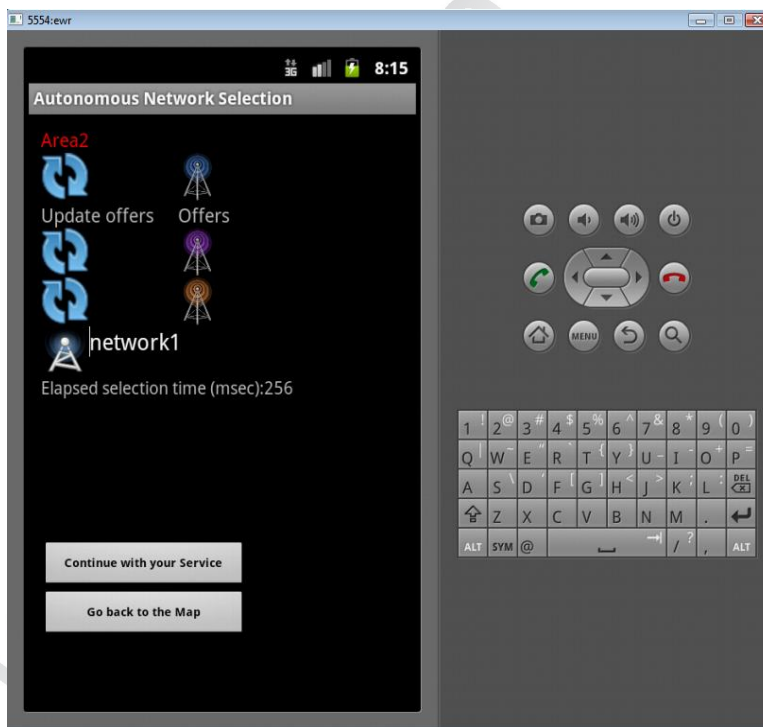 5554:ewr
3G 8:15
Autonomous Network Selection
Area2
Update offers Offers
network1
Elapsed selection time (msec):256
Continue with your Service
Go back to the Map
MENU
1 ! 2 @ 3 # 4 $ 5 % 6 ^ 7 & 8 * 9 ( 0 )
Q | W ~ E " R ` T { Y } U - I - O + P =
A S \ D ' F [ G ] H < J > K ; L : DEL
Z X C V B N M .
ALT SYM @ / ? , ALT